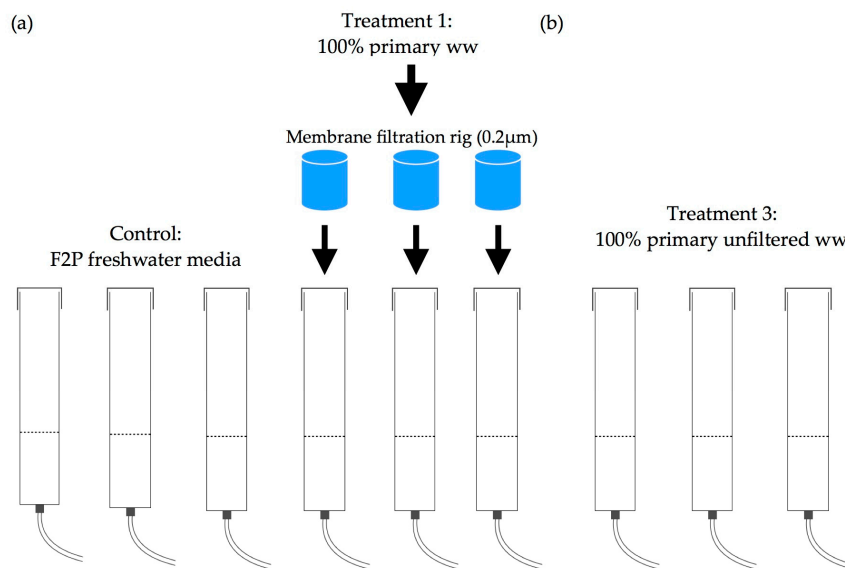 (a)
Treatment 1:
100% primary ww
(b)
Membrane filtration rig (0.2µm)
Control:
F2P freshwater media
Treatment 3:
100% primary unfiltered ww